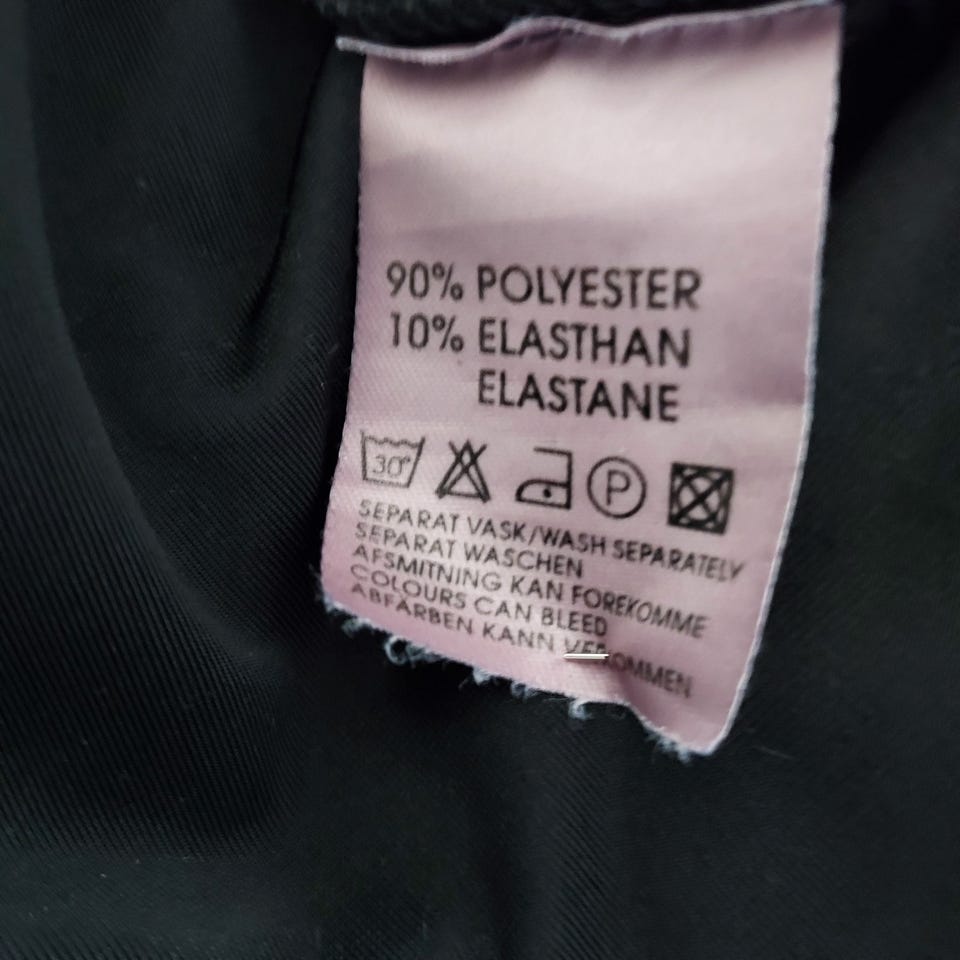 90% POLYESTER
10% ELASTHAN
ELASTANE
30°
P
SEPARAT VASK/WASH SEPARATELY
SEPARAT WASCHEN
AFSMITNING KAN FOREKOMME
COLOURS CAN BLEED
ABFÄRBEN KANN